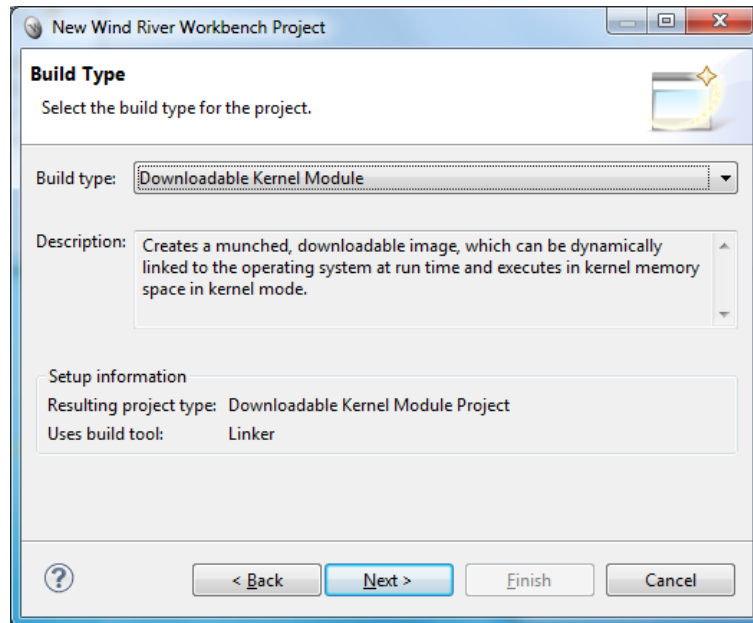 New Wind River Workbench Project
Build Type
Select the build type for the project.
Build type: Downloadable Kernel Module
Description: Creates a munched, downloadable image, which can be dynamically
linked to the operating system at run time and executes in kernel memory
space in kernel mode.
Setup information
Resulting project type: Downloadable Kernel Module Project
Uses build tool: Linker
? < Back Next > Finish Cancel